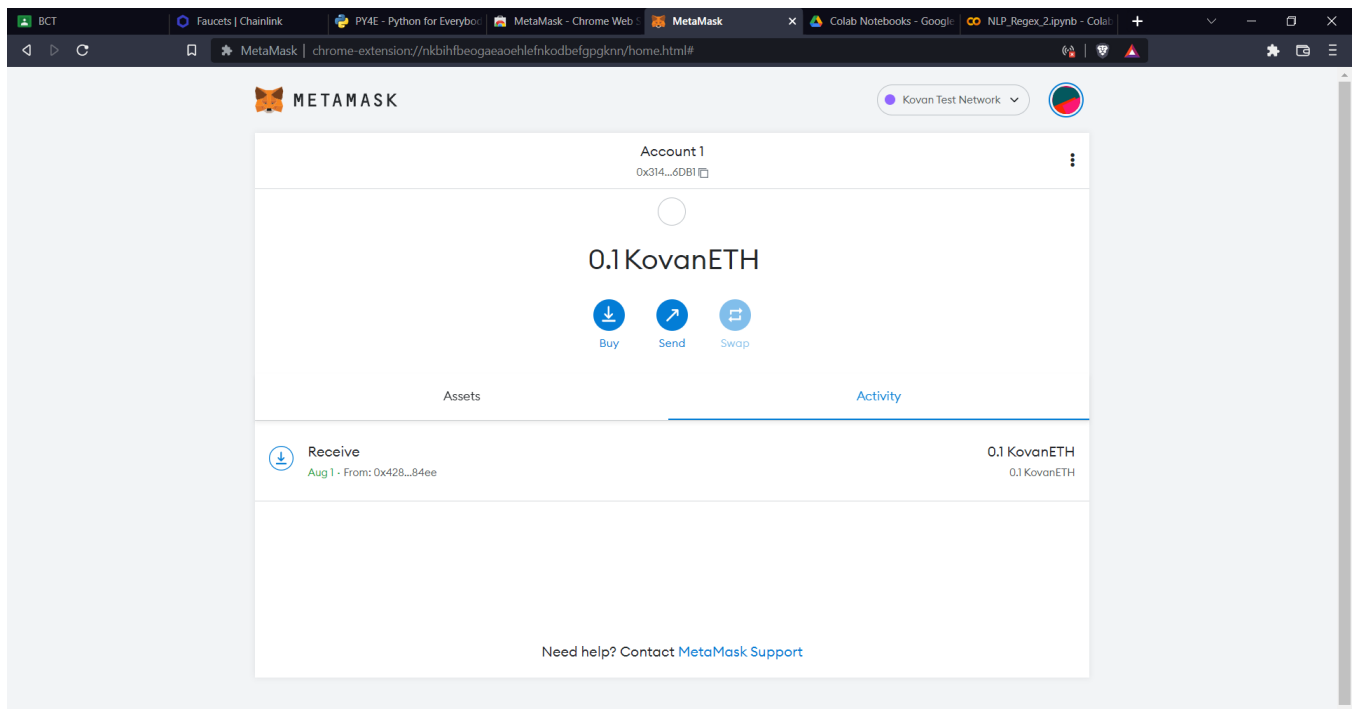 BCT
Faucets | Chainlink
PY4E - Python for Everybod
MetaMask - Chrome Web S
MetaMask
Colab Notebooks - Google
NLP_Regex_2.ipynb - Colab
MetaMask | chrome-extension://nkbihfbeogaeaoehlefnkodbefgpgknn/home.html#
METAMASK
Kovan Test Network
Account 1
0x314...6DB1
0.1 KovanETH
Buy
Send
Swap
Assets
Activity
Receive
0.1 KovanETH
Aug 1 · From: 0x428...84ee
0.1 KovanETH
Need help? Contact MetaMask Support